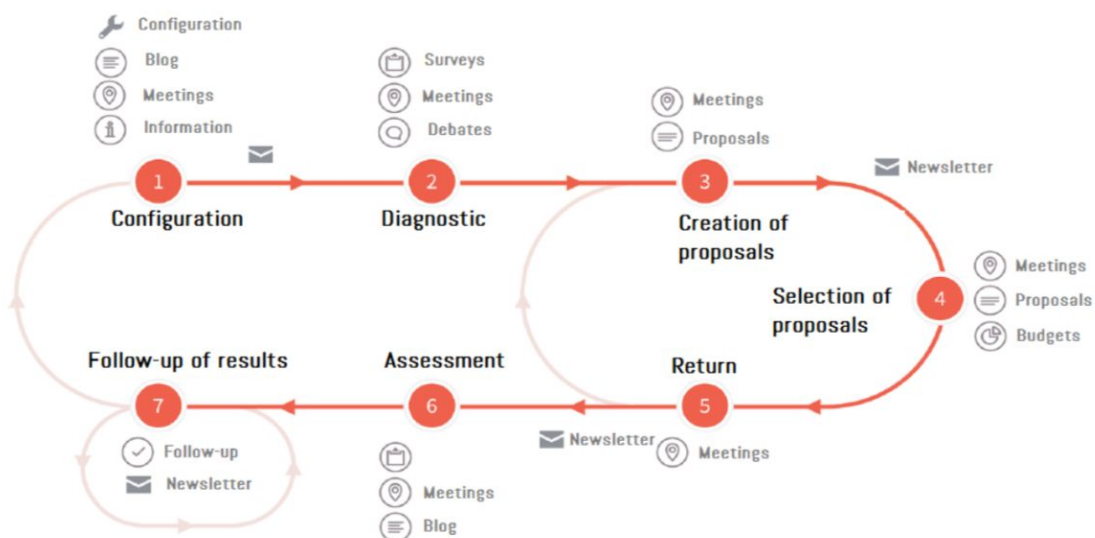 Configuration
Blog
Meetings
Information
1
Configuration
Surveys
Meetings
Debates
2
Diagnostic
Meetings
Proposals
3
Creation of
proposals
Newsletter
4
Selection of
proposals
Meetings
Proposals
Budgets
Return
5
Meetings
Newsletter
Assessment
6
Meetings
Blog
Follow-up of results
7
Follow-up
Newsletter